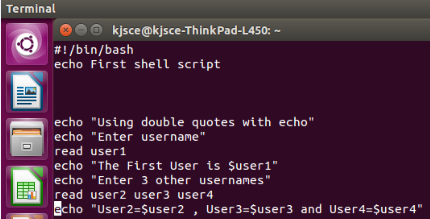 Terminal
kjsce@kjsce-ThinkPad-L450: ~
#!/bin/bash
echo First shell script
echo "Using double quotes with echo"
echo "Enter username"
read user1
echo "The First User is $user1"
echo "Enter 3 other usernames"
read user2 user3 user4
echo "User2=$user2 , User3=$user3 and User4=$user4"